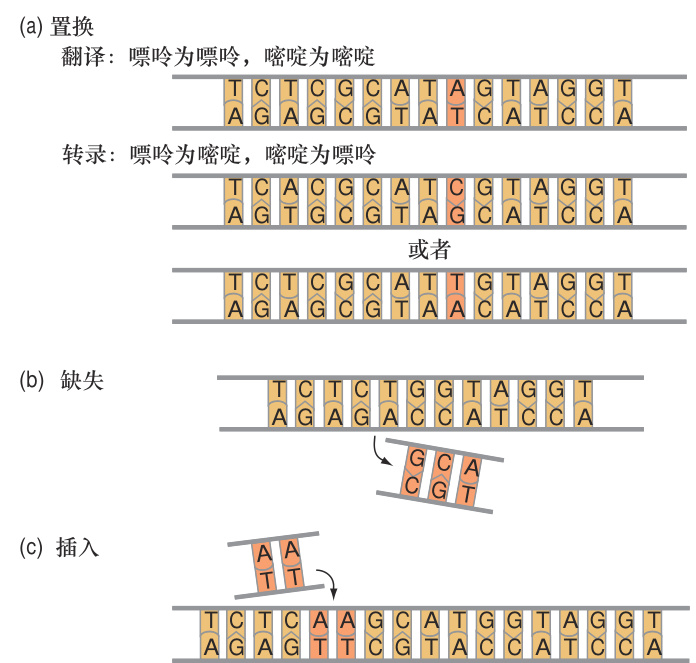 (a) 置换
翻译：嘌呤为嘌呤，嘧啶为嘧啶
T C T C G C A T A G T A G G T
A G A G C G T A T C A T C C A
转录：嘌呤为嘧啶，嘧啶为嘌呤
T C A C G C A T C G T A G G T
A G T G C G T A G C A T C C A
或者
T C T C G C A T T G T A G G T
A G A G C G T A A C A T C C A
(b) 缺失
T C T C T G G T A G G T
A G A G A C C A T C C A
G C A
C G T
(c) 插入
A A
T T
T C T C A A G C A T G G T A G G T
A G A G T T C G T A C C A T C C A